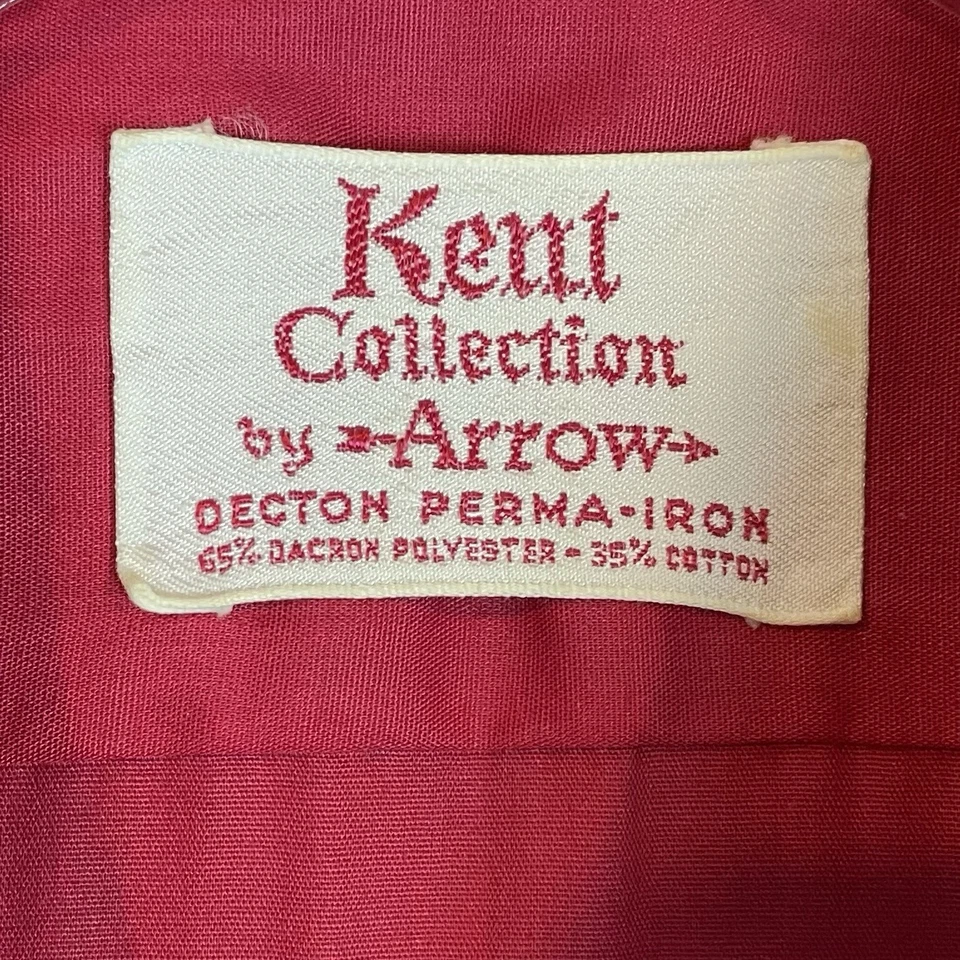 Kent
Collection
by Arrow
DECTON PERMA-IRON
65% DACRON POLYESTER - 35% COTTON